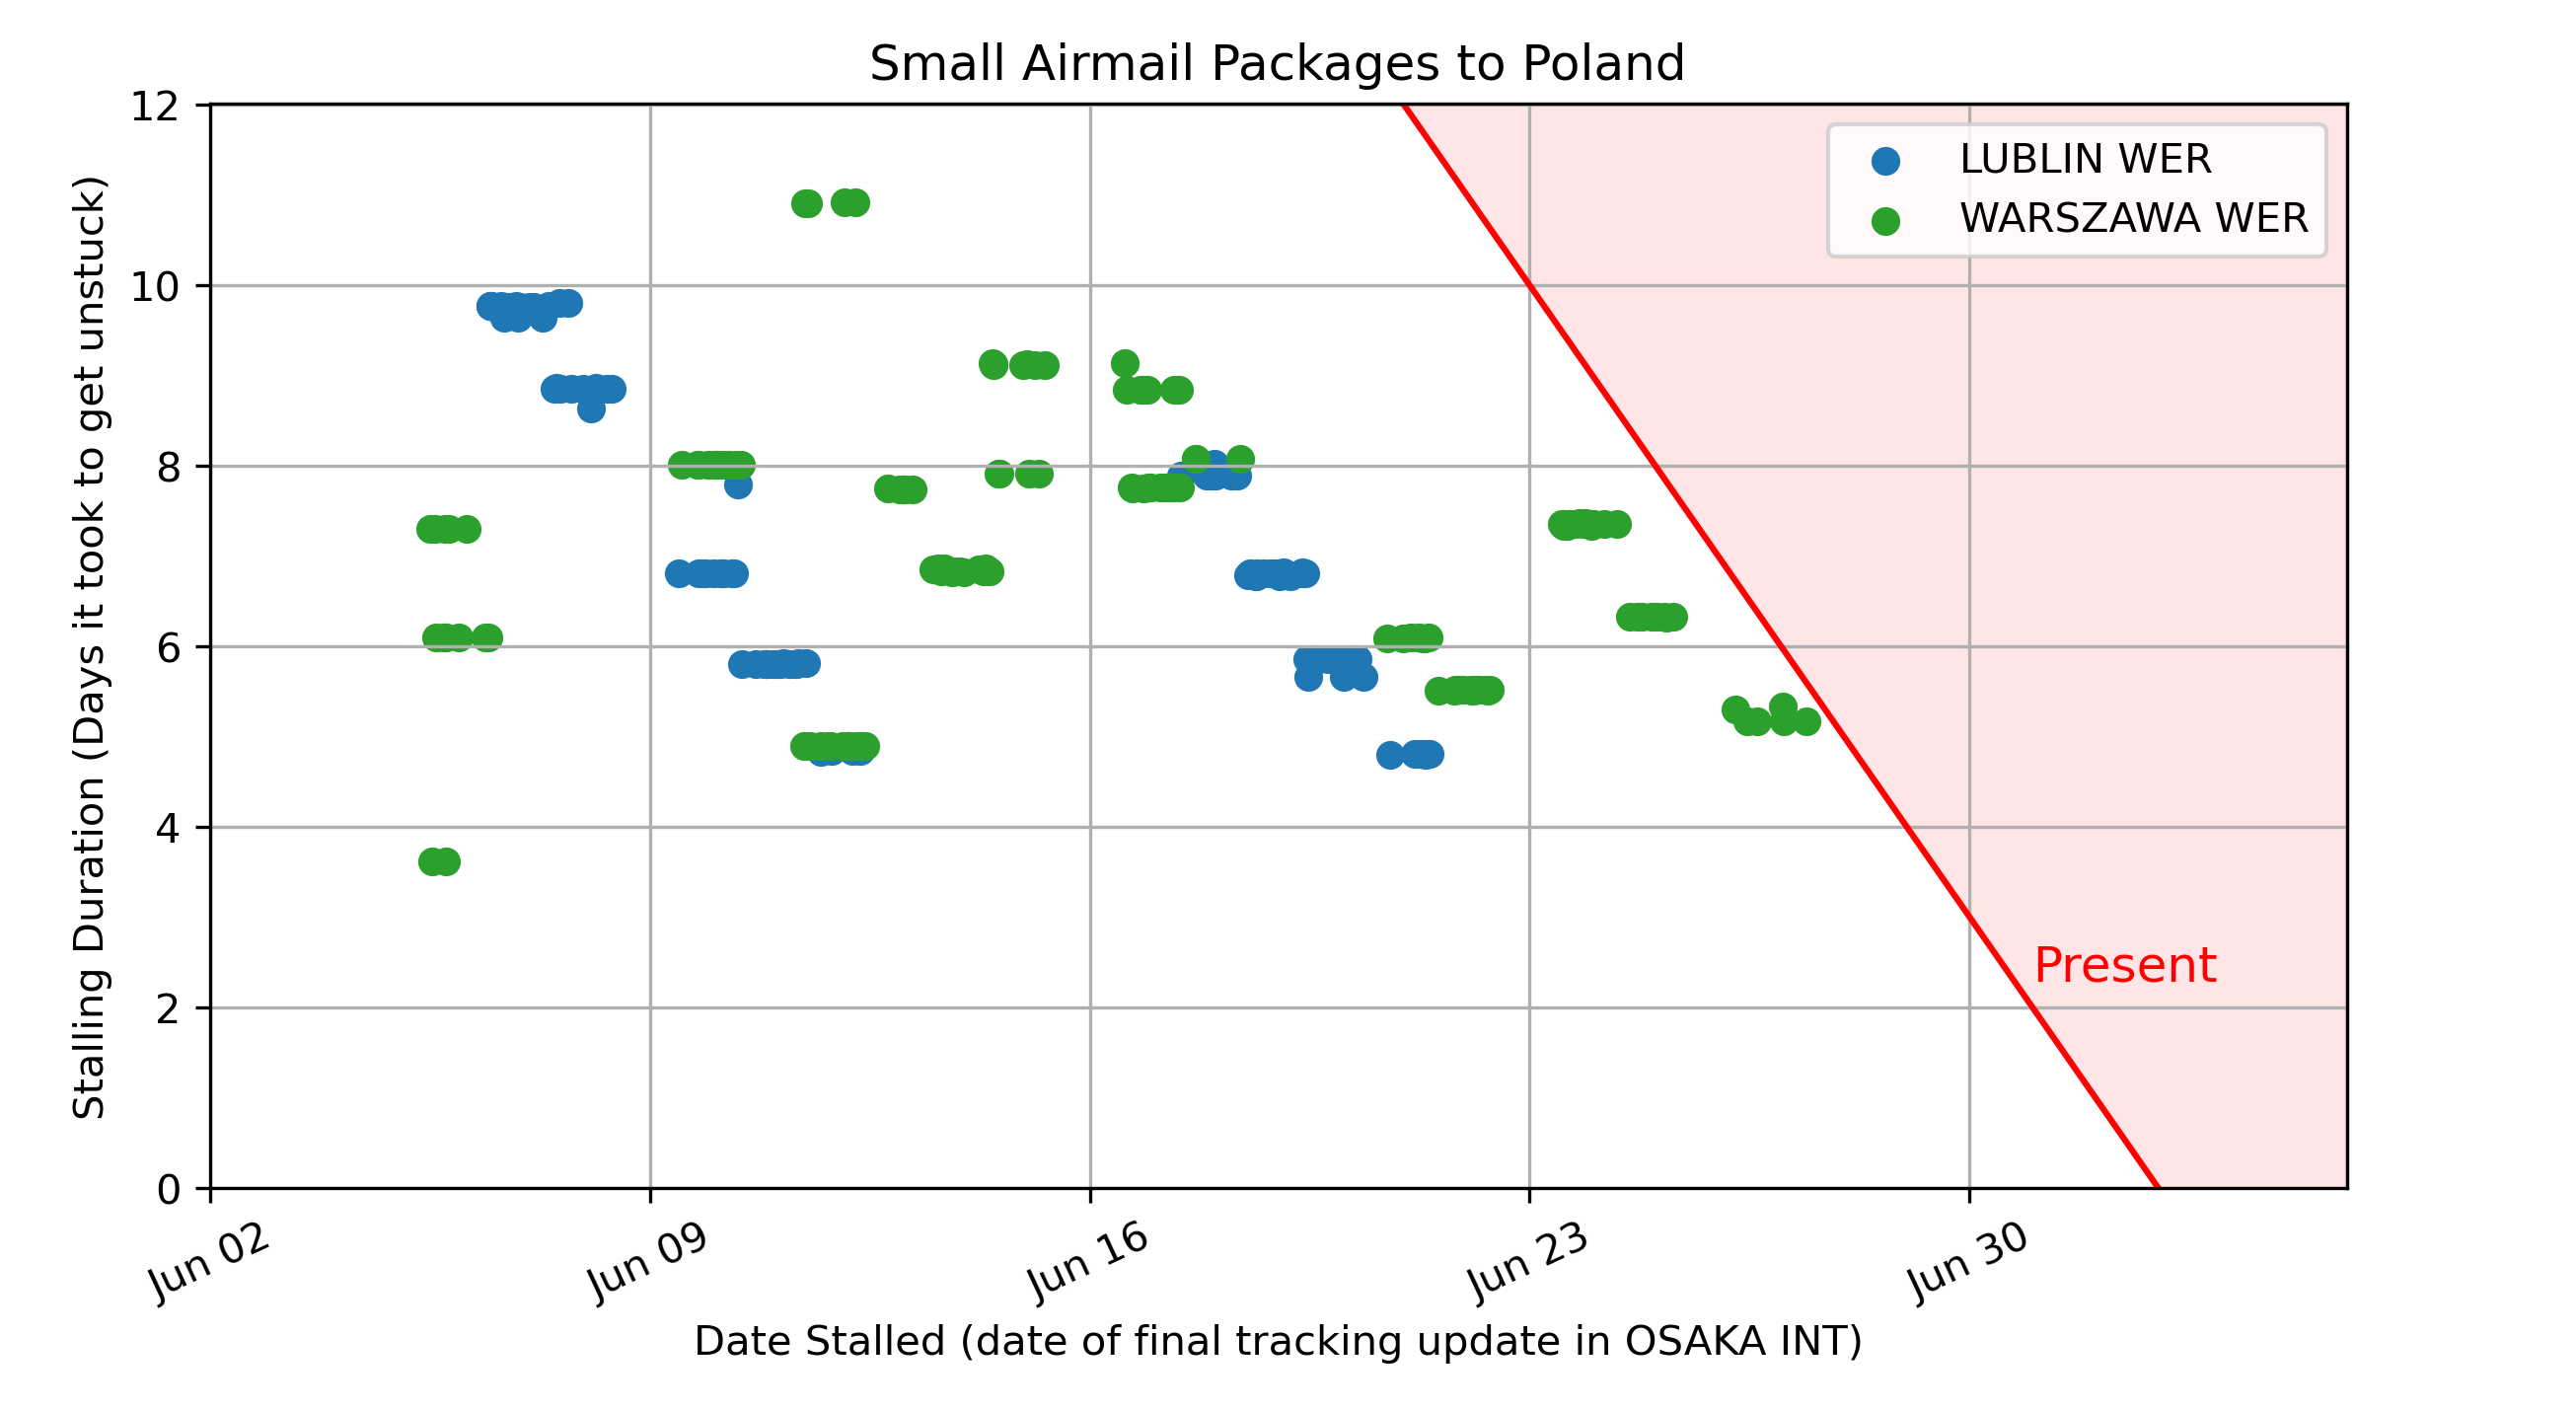 Small Airmail Packages to Poland
Stalling Duration (Days it took to get unstuck)
12
10
8
6
4
2
0
LUBLIN WER
WARSZAWA WER
Present
Jun 02
Jun 09
Jun 16
Jun 23
Jun 30
Date Stalled (date of final tracking update in OSAKA INT)